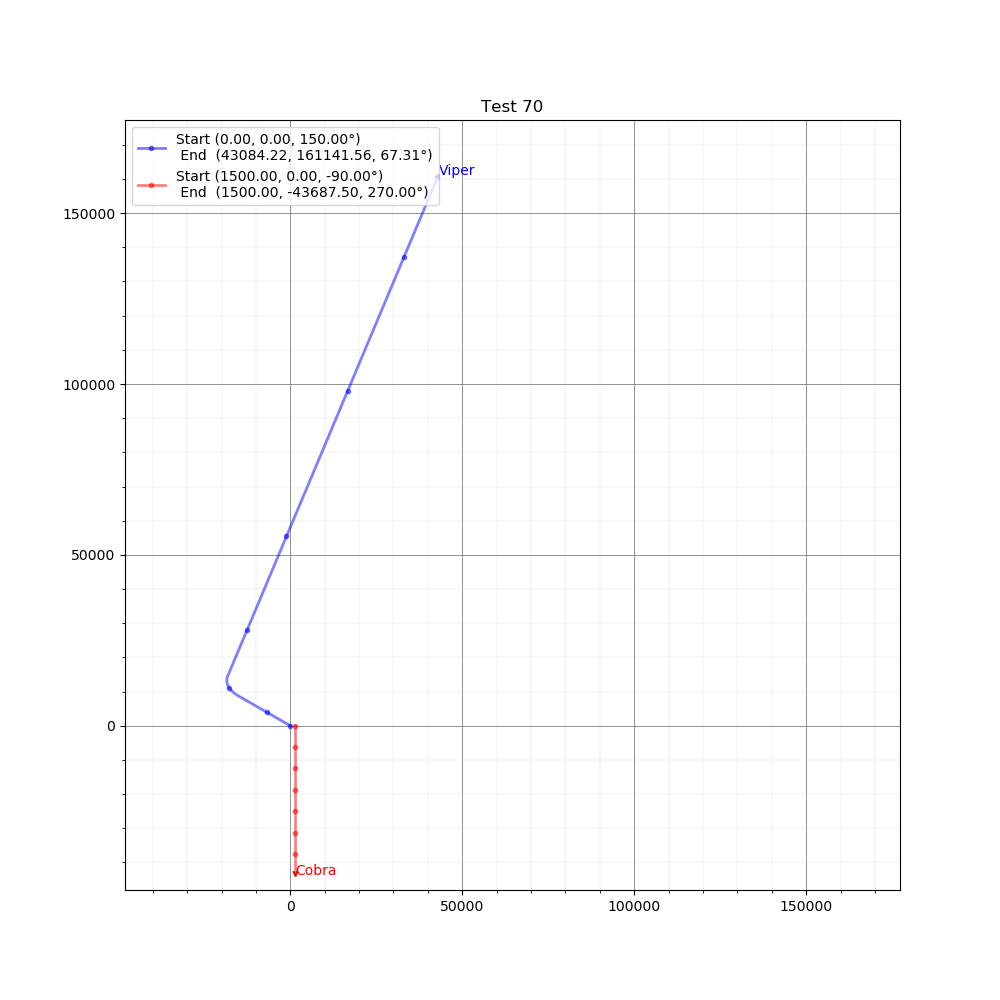 Test 70
Start (0.00, 0.00, 150.00°)
End  (43084.22, 161141.56, 67.31°)
Start (1500.00, 0.00, -90.00°)
End  (1500.00, -43687.50, 270.00°)
Viper
150000
100000
50000
0
Cobra
0
50000
100000
150000